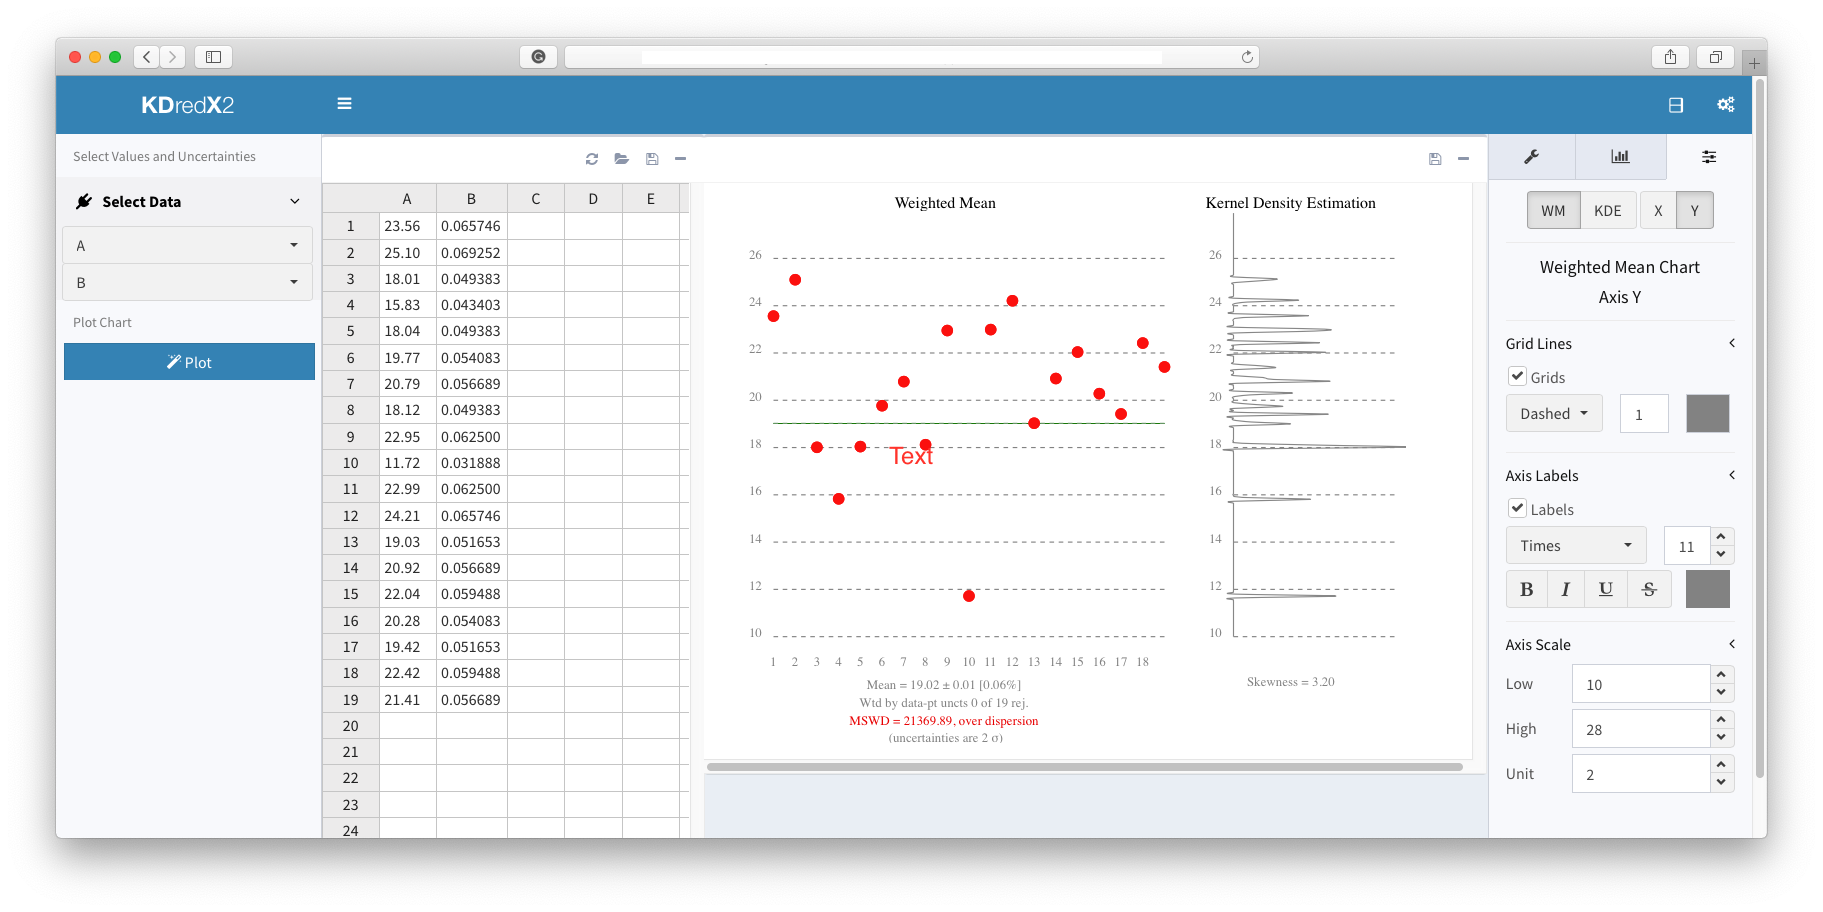 KDredX2
Select Values and Uncertainties
Select Data
A
B
Plot Chart
Plot
A B C D E
1 23.56 0.065746
2 25.10 0.069252
3 18.01 0.049383
4 15.83 0.043403
5 18.04 0.049383
6 19.77 0.054083
7 20.79 0.056689
8 18.12 0.049383
9 22.95 0.062500
10 11.72 0.031888
11 22.99 0.062500
12 24.21 0.065746
13 19.03 0.051653
14 20.92 0.056689
15 22.04 0.059488
16 20.28 0.054083
17 19.42 0.051653
18 22.42 0.059488
19 21.41 0.056689
20
21
22
23
24
Weighted Mean
26
24
22
20
18
16
14
12
10
Text
1 2 3 4 5 6 7 8 9 10 11 12 13 14 15 16 17 18
Mean = 19.02 ± 0.01 [0.06%]
Wtd by data-pt uncts 0 of 19 rej.
MSWD = 21369.89, over dispersion
(uncertainties are 2 σ)
Kernel Density Estimation
26
24
22
20
18
16
14
12
10
Skewness = 3.20
WM KDE X Y
Weighted Mean Chart
Axis Y
Grid Lines
Grids
Dashed 1
Axis Labels
Labels
Times 11
B I U S
Axis Scale
Low 10
High 28
Unit 2